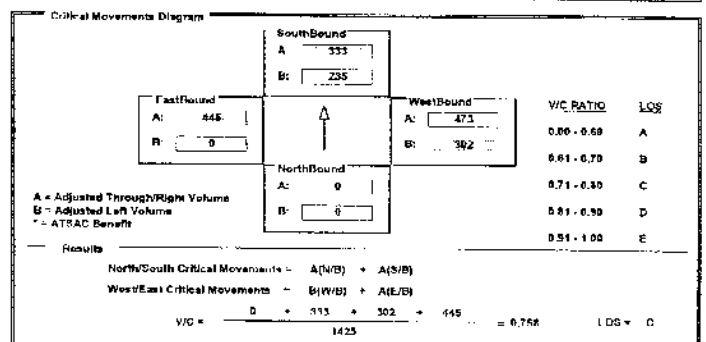 Critical Movements Diagram
SouthBound
A 333
B: 235
EastBound
A: 445
B: 0
WestBound
A: 473
B: 302
NorthBound
A: 0
B: 0
V/C RATIO LOS
0.00 - 0.60 A
0.61 - 0.70 B
0.71 - 0.80 C
0.81 - 0.90 D
0.91 - 1.00 E
A = Adjusted Through/Right Volume
B = Adjusted Left Volume
* = ATSAC Benefit
Results
North/South Critical Movements = A(N/B) + A(S/B)
West/East Critical Movements = B(W/B) + A(E/B)
V/C = 0 + 333 + 302 + 445 = 0.758 LOS = C
1425